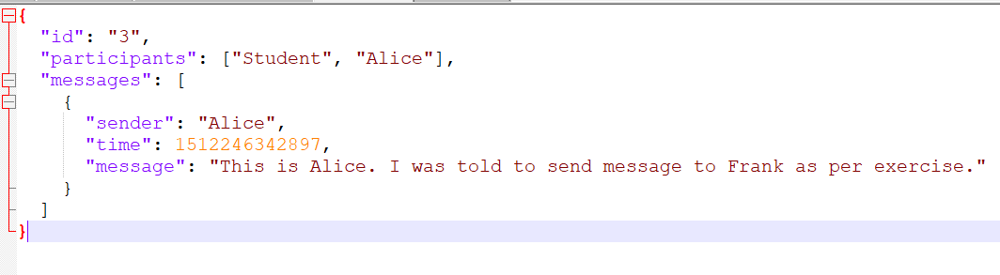 {
"id": "3",
"participants": ["Student", "Alice"],
"messages": [
{
"sender": "Alice",
"time": 1512246342897,
"message": "This is Alice. I was told to send message to Frank as per exercise."
}
]
}